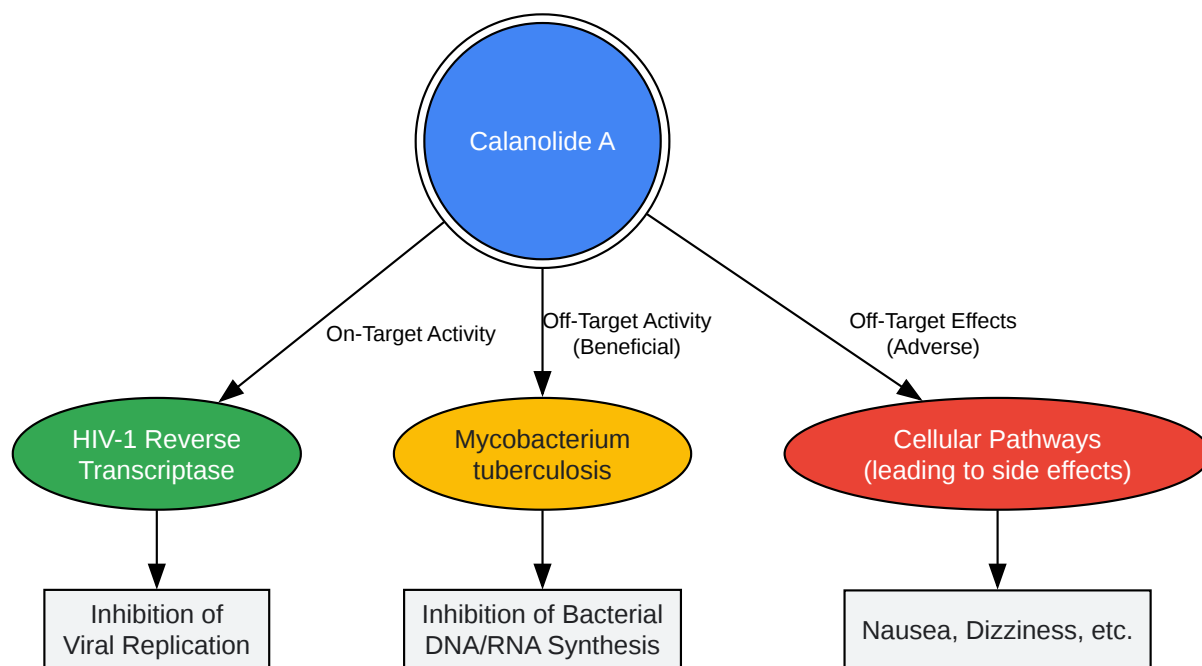 Calanolide A
On-Target Activity
Off-Target Activity
(Beneficial)
Off-Target Effects
(Adverse)
HIV-1 Reverse
Transcriptase
Mycobacterium
tuberculosis
Cellular Pathways
(leading to side effects)
Inhibition of
Viral Replication
Inhibition of Bacterial
DNA/RNA Synthesis
Nausea, Dizziness, etc.